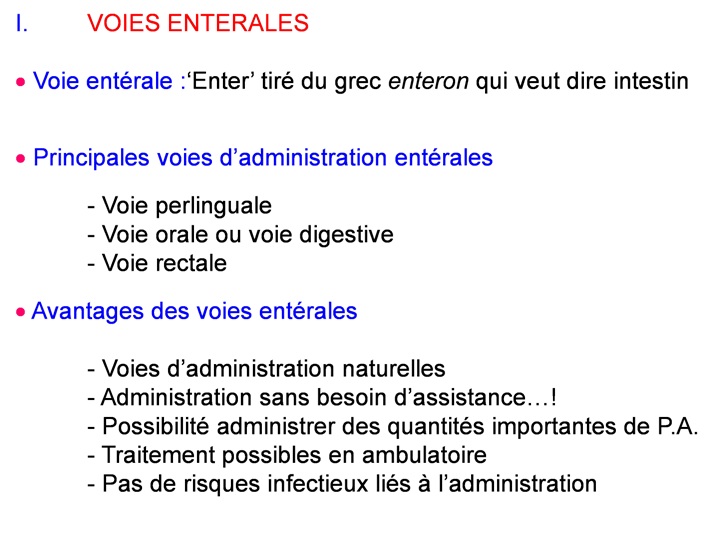 I. VOIES ENTERALES
• Voie entérale :‘Enter’ tiré du grec enteron qui veut dire intestin
• Principales voies d’administration entérales
- Voie perlinguale
- Voie orale ou voie digestive
- Voie rectale
• Avantages des voies entérales
- Voies d’administration naturelles
- Administration sans besoin d’assistance…!
- Possibilité administrer des quantités importantes de P.A.
- Traitement possibles en ambulatoire
- Pas de risques infectieux liés à l’administration